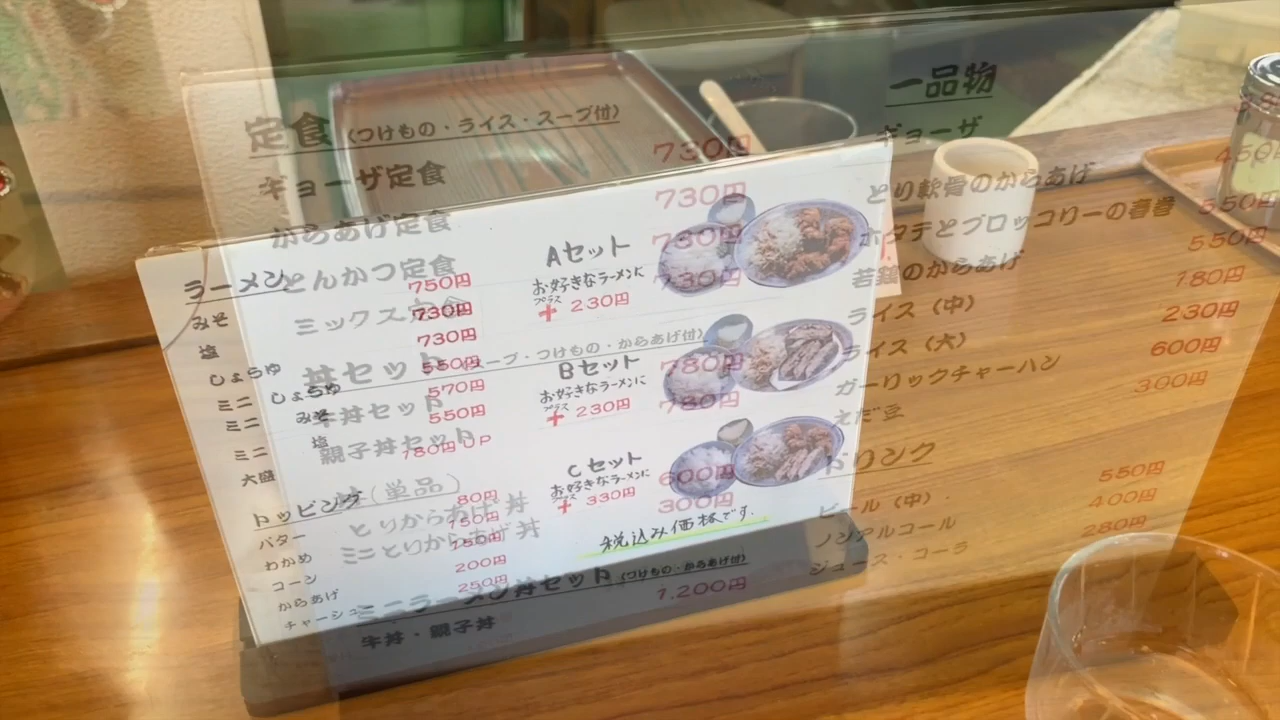 定食（つけもの・ライス・スープ付）
ギョーザ定食 730円
からあげ定食 730円
とんかつ定食 730円
ミックス定食 730円
丼セット（スープ・つけもの・からあげ付）
牛丼セット 780円
親子丼セット 780円
丼（単品）
とりからあげ丼 600円
ミニとりからあげ丼 300円
ミニラーメン丼セット（つけもの・からあげ付）
牛丼・親子丼 1,200円
一品物
ギョーザ 450円
とり軟骨のからあげ 550円
ホタテとブロッコリーの春巻 550円
若鶏のからあげ 550円
ライス（中） 180円
ライス（大） 230円
ガーリックチャーハン 600円
えだ豆 300円
ドリンク
ビール（中） 550円
ノンアルコール 400円
ジュース・コーラ 280円
ラーメン
みそ 750円
塩 730円
しょうゆ 730円
ミニ しょうゆ 550円
ミニ みそ 570円
ミニ 塩 550円
大盛 180円UP
トッピング
バター 80円
わかめ 150円
コーン 150円
からあげ 200円
チャーシュー 250円
Aセット
お好きなラーメンに
プラス
+ 230円
Bセット
お好きなラーメンに
プラス
+ 230円
Cセット
お好きなラーメンに
プラス
+ 330円
税込み価格です.